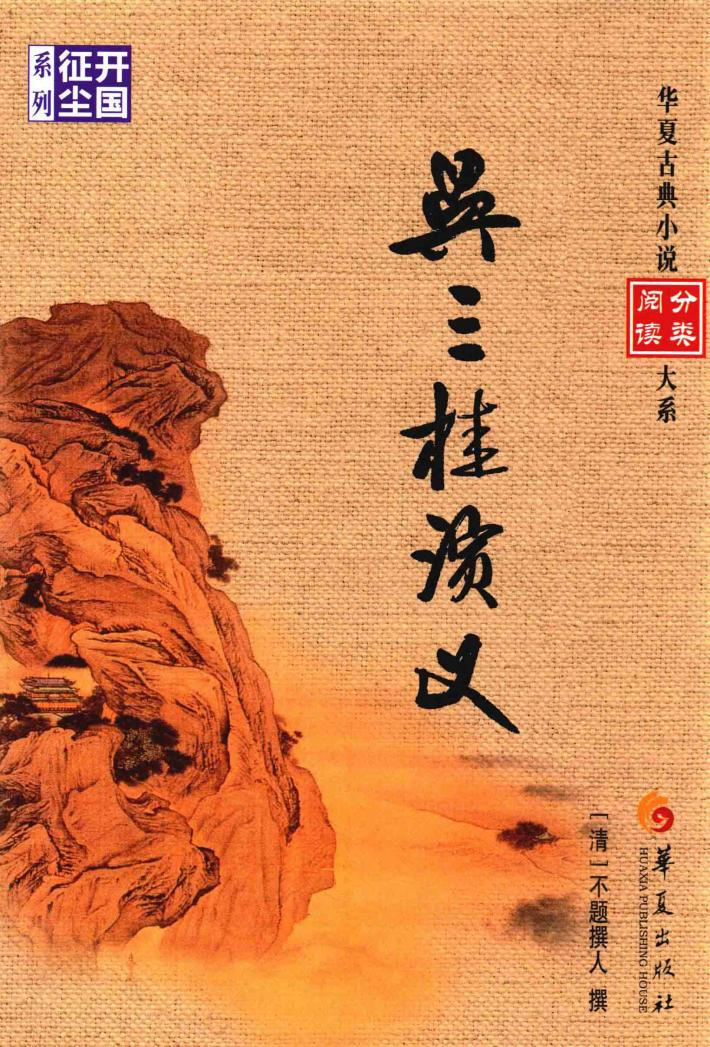 开国
征尘
系列
华夏古典小说
分类
阅读
大系
吴三桂演义
[清]不题撰人 撰
華夏出版社
HUAXIA PUBLISHING HOUSE